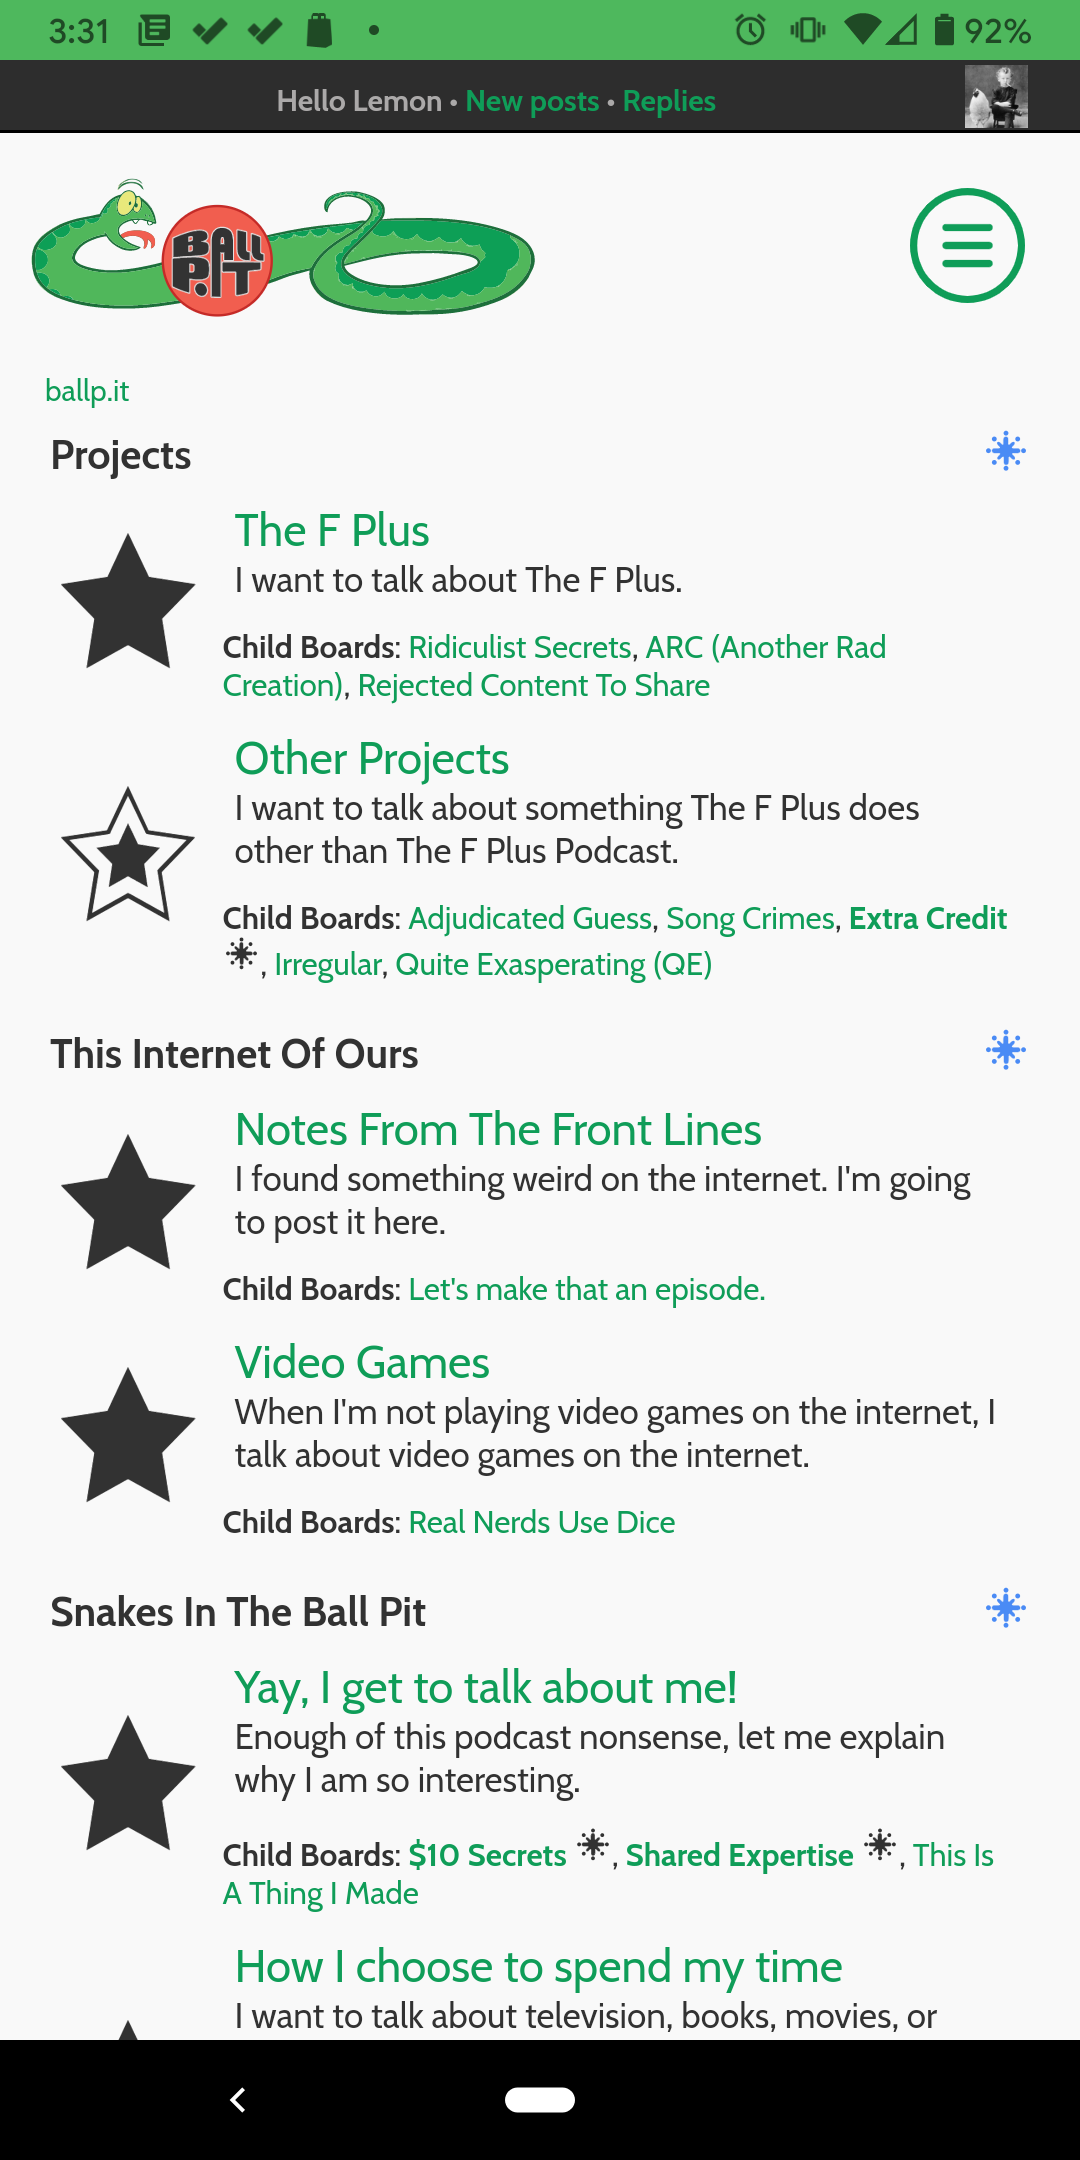 3:31
92%
Hello Lemon • New posts • Replies
BALL
P.IT
ballp.it
Projects
The F Plus
I want to talk about The F Plus.
Child Boards: Ridiculist Secrets, ARC (Another Rad
Creation), Rejected Content To Share
Other Projects
I want to talk about something The F Plus does
other than The F Plus Podcast.
Child Boards: Adjudicated Guess, Song Crimes, Extra Credit
, Irregular, Quite Exasperating (QE)
This Internet Of Ours
Notes From The Front Lines
I found something weird on the internet. I'm going
to post it here.
Child Boards: Let's make that an episode.
Video Games
When I'm not playing video games on the internet, I
talk about video games on the internet.
Child Boards: Real Nerds Use Dice
Snakes In The Ball Pit
Yay, I get to talk about me!
Enough of this podcast nonsense, let me explain
why I am so interesting.
Child Boards: $10 Secrets , Shared Expertise , This Is
A Thing I Made
How I choose to spend my time
I want to talk about television, books, movies, or